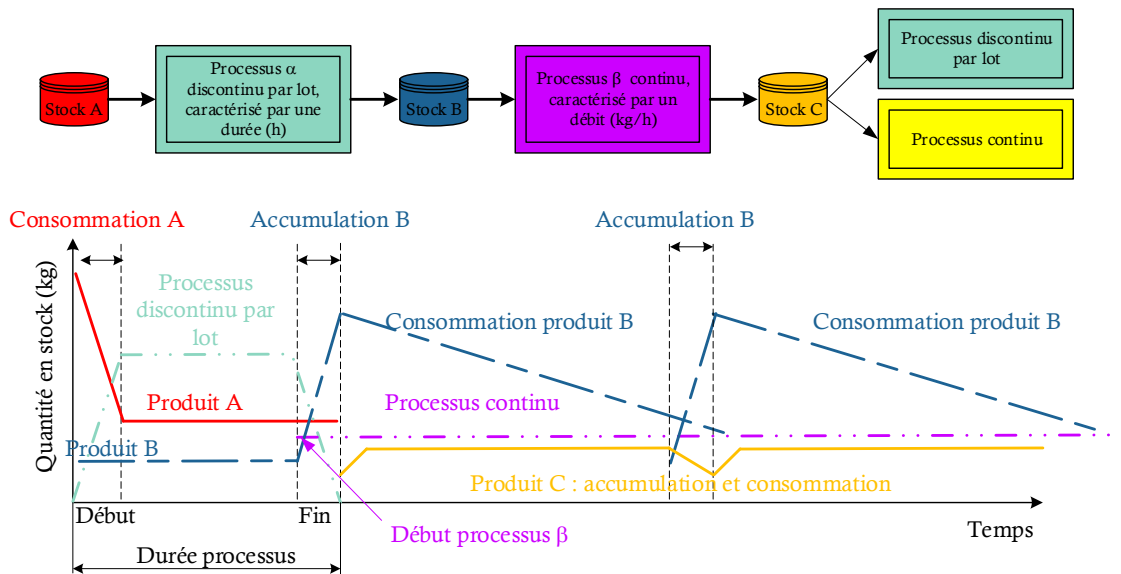 Stock A
Processus α
discontinu par lot,
caractérisé par une
durée (h)
Stock B
Processus β continu,
caractérisé par un
débit (kg/h)
Stock C
Processus discontinu
par lot
Processus continu
Consommation A
Accumulation B
Accumulation B
Quantité en stock (kg)
Processus
discontinu par
lot
Consommation produit B
Consommation produit B
Produit A
Processus continu
Produit B
Produit C : accumulation et consommation
Début
Fin
Début processus β
Temps
Durée processus